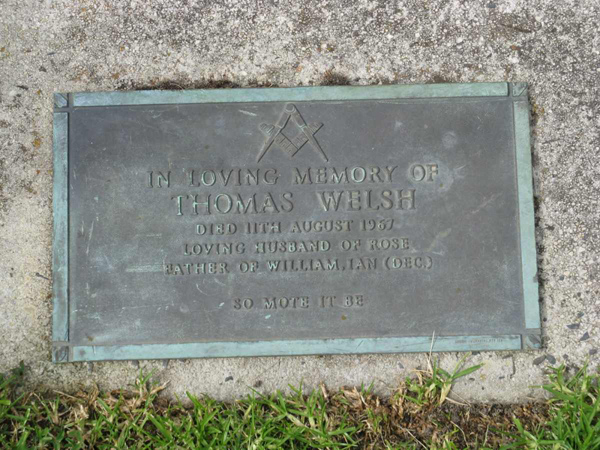 IN LOVING MEMORY OF
THOMAS WELSH
DIED 11TH AUGUST 1967
LOVING HUSBAND OF ROSE
FATHER OF WILLIAM, IAN (DEC)
SO MOTE IT BE